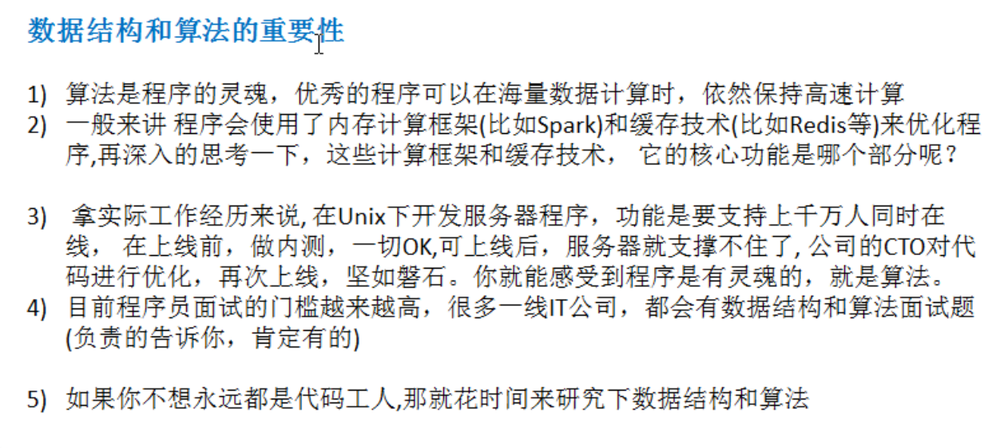 数据结构和算法的重要性
1) 算法是程序的灵魂，优秀的程序可以在海量数据计算时，依然保持高速计算
2) 一般来讲 程序会使用了内存计算框架(比如Spark)和缓存技术(比如Redis等)来优化程
序,再深入的思考一下，这些计算框架和缓存技术， 它的核心功能是哪个部分呢？
3) 拿实际工作经历来说, 在Unix下开发服务器程序，功能是要支持上千万人同时在
线， 在上线前，做内测，一切OK,可上线后，服务器就支撑不住了, 公司的CTO对代
码进行优化，再次上线，坚如磐石。你就能感受到程序是有灵魂的，就是算法。
4) 目前程序员面试的门槛越来越高，很多一线IT公司，都会有数据结构和算法面试题
(负责的告诉你，肯定有的)
5) 如果你不想永远都是代码工人,那就花时间来研究下数据结构和算法